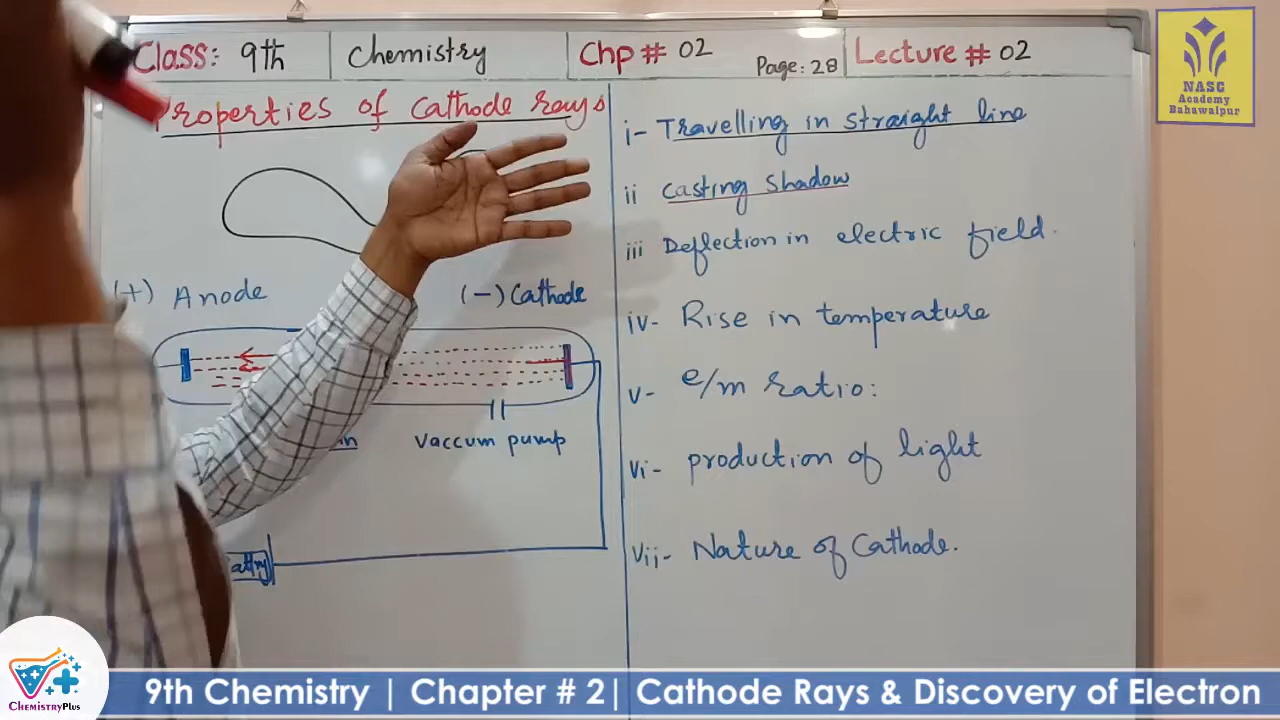 Class: 9th
Chemistry
Chp # 02
Page: 28
Lecture # 02
NASG
Academy
Bahawalpur
Properties of Cathode rays
i- Travelling in straight line
ii Casting Shadow
iii Deflection in electric field.
iv- Rise in temperature
v- e/m ratio:
vi- production of light
vii- Nature of Cathode.
(+) Anode
(-) Cathode
Vaccum pump
ChemistryPlus
9th Chemistry | Chapter # 2| Cathode Rays & Discovery of Electron